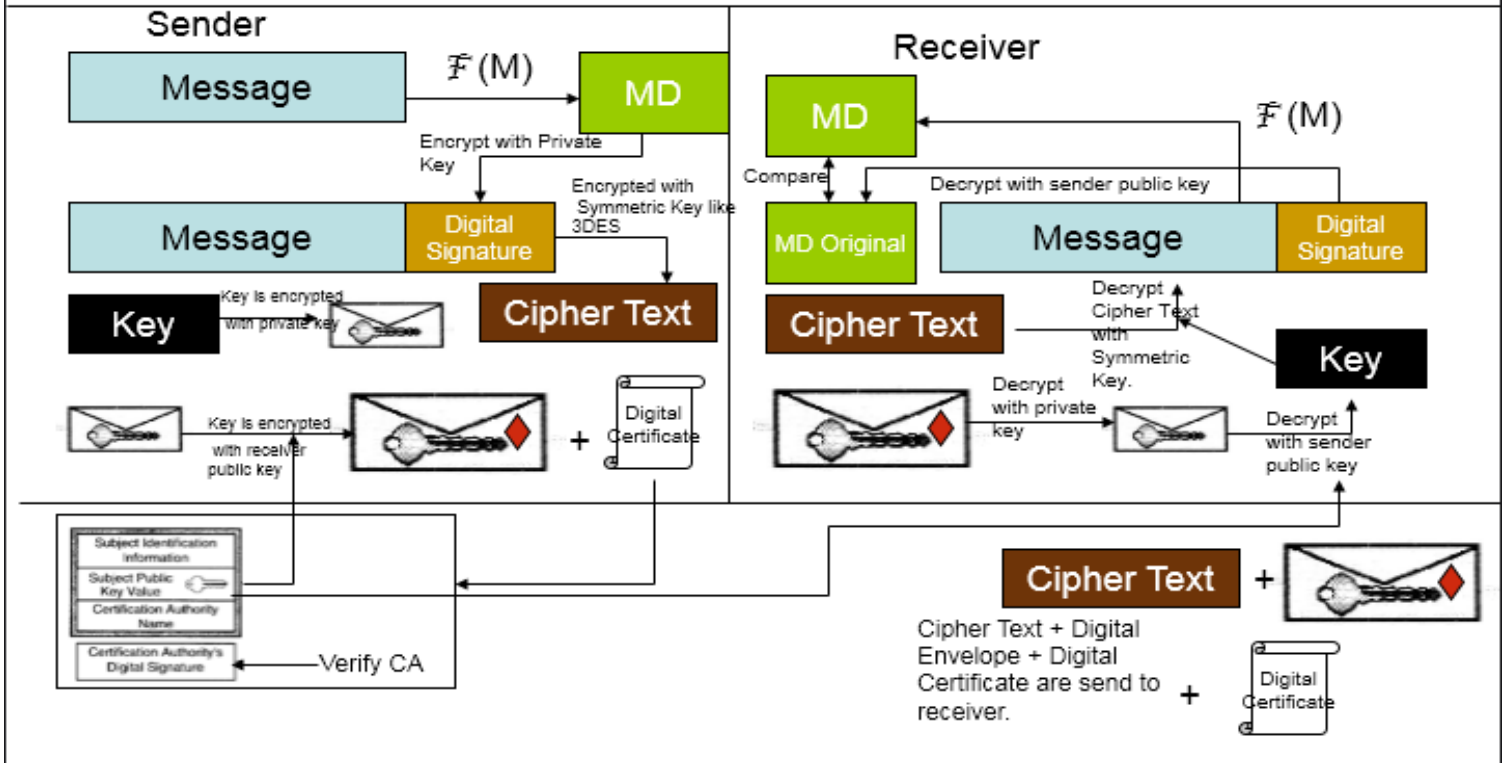 Sender
Message
ℱ(M)
MD
Encrypt with Private
Key
Message
Digital
Signature
Encrypted with
Symmetric Key like
3DES
Key
Key is encrypted
with private key
Cipher Text
Key is encrypted
with receiver
public key
+
Digital
Certificate
Receiver
MD
ℱ(M)
Compare
Decrypt with sender public key
MD Original
Message
Digital
Signature
Cipher Text
Decrypt
Cipher Text
with
Symmetric
Key.
Key
Decrypt
with private
key
Decrypt
with sender
public key
Subject Identification
Information
Subject Public
Key Value
Certification Authority
Name
Certification Authority's
Digital Signature
Verify CA
Cipher Text
+
Cipher Text + Digital
Envelope + Digital
Certificate are send to
receiver.
+
Digital
Certificate